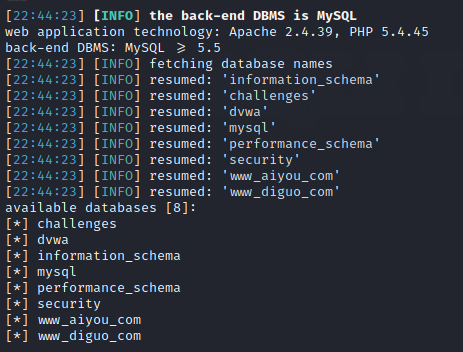 [22:44:23] [INFO] the back-end DBMS is MySQL
web application technology: Apache 2.4.39, PHP 5.4.45
back-end DBMS: MySQL ≥ 5.5
[22:44:23] [INFO] fetching database names
[22:44:23] [INFO] resumed: 'information_schema'
[22:44:23] [INFO] resumed: 'challenges'
[22:44:23] [INFO] resumed: 'dvwa'
[22:44:23] [INFO] resumed: 'mysql'
[22:44:23] [INFO] resumed: 'performance_schema'
[22:44:23] [INFO] resumed: 'security'
[22:44:23] [INFO] resumed: 'www_aiyou_com'
[22:44:23] [INFO] resumed: 'www_diguo_com'
available databases [8]:
[*] challenges
[*] dvwa
[*] information_schema
[*] mysql
[*] performance_schema
[*] security
[*] www_aiyou_com
[*] www_diguo_com